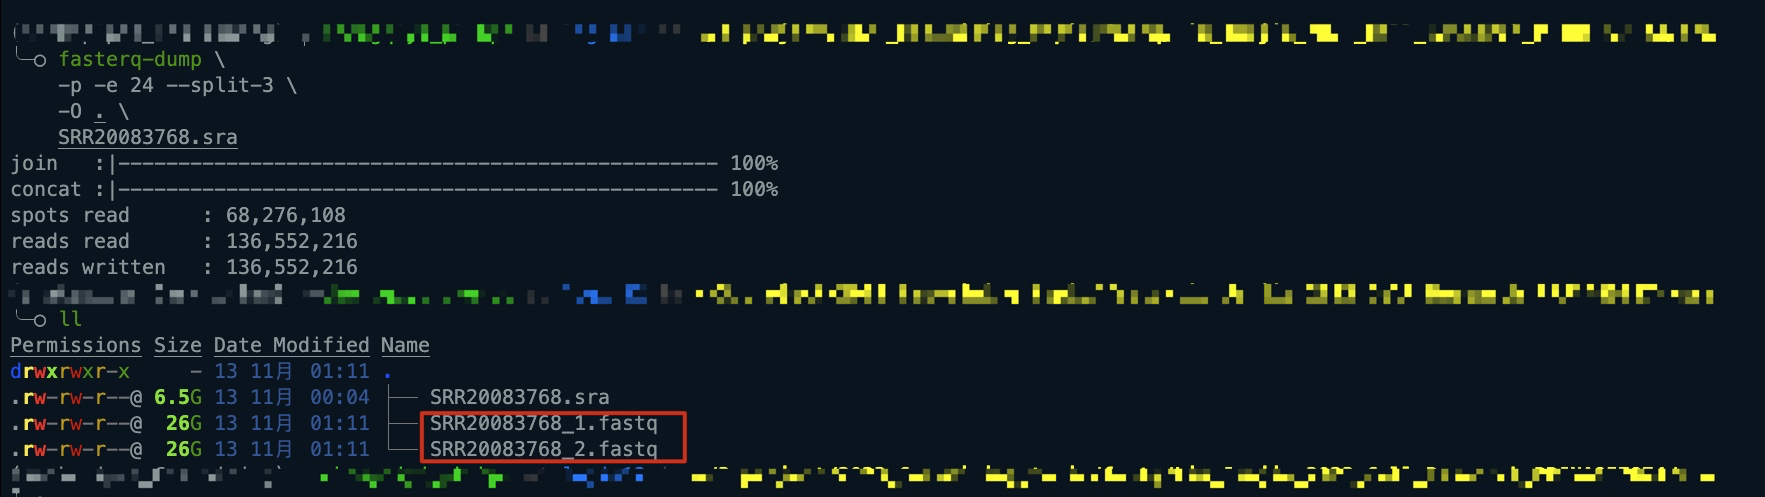 fasterq-dump \
-p -e 24 --split-3 \
-O . \
SRR20083768.sra
join   :|-------------------------------------------------- 100%
concat :|-------------------------------------------------- 100%
spots read      : 68,276,108
reads read      : 136,552,216
reads written   : 136,552,216
ll
Permissions Size Date Modified Name
drwxrwxr-x     - 13 11月 01:11 .
.rw-rw-r--@ 6.5G 13 11月 00:04 ├── SRR20083768.sra
.rw-rw-r--@  26G 13 11月 01:11 ├── SRR20083768_1.fastq
.rw-rw-r--@  26G 13 11月 01:11 └── SRR20083768_2.fastq